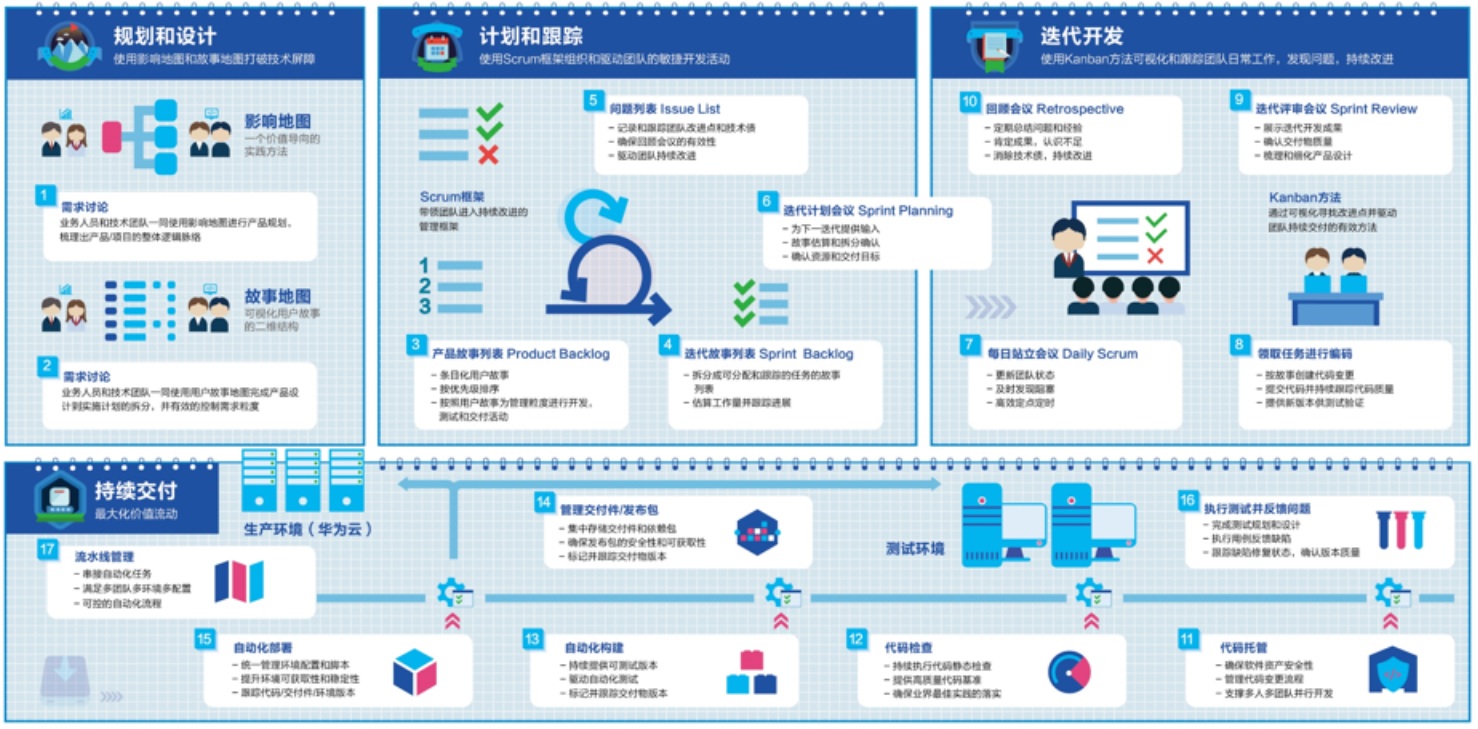 规划和设计
使用影响地图和故事地图打破技术屏障
影响地图
一个价值导向的
实践方法
1
需求讨论
业务人员和技术团队一同使用影响地图进行产品规划，
梳理出产品/项目的整体逻辑脉络
故事地图
可视化用户故事
的二维结构
2
需求讨论
业务人员和技术团队一同使用用户故事地图完成产品设
计到实施计划的拆分，并有效的控制需求粒度
计划和跟踪
使用Scrum框架组织和驱动团队的敏捷开发活动
5
问题列表 Issue List
– 记录和跟踪团队改进点和技术债
– 确保回顾会议的有效性
– 驱动团队持续改进
Scrum框架
带领团队进入持续改进的
管理框架
6
迭代计划会议 Sprint Planning
– 为下一迭代提供输入
– 故事估算和拆分确认
– 确认资源和交付目标
1
2
3
3
产品故事列表 Product Backlog
– 条目化用户故事
– 按优先级排序
– 按照用户故事为管理粒度进行开发，
测试和交付活动
4
迭代故事列表 Sprint Backlog
– 拆分成可分配和跟踪的任务的故事
列表
– 估算工作量并跟踪进展
迭代开发
使用Kanban方法可视化和跟踪团队日常工作，发现问题，持续改进
10
回顾会议 Retrospective
– 定期总结问题和经验
– 肯定成果，认识不足
– 消除技术债，持续改进
9
迭代评审会议 Sprint Review
– 展示迭代开发成果
– 确认交付物质量
– 梳理和细化产品设计
Kanban方法
通过可视化寻找改进点并驱动
团队持续交付的有效方法
7
每日站立会议 Daily Scrum
– 更新团队状态
– 及时发现阻塞
– 高效定点定时
8
领取任务进行编码
– 按故事创建代码变更
– 提交代码并持续跟踪代码质量
– 提供新版本供测试验证
持续交付
最大化价值流动
生产环境（华为云）
17
流水线管理
– 串接自动化任务
– 满足多团队多环境多配置
– 可控的自动化流程
14
管理交付件/发布包
– 集中存储交付件和依赖包
– 确保发布包的安全性和可获取性
– 标记并跟踪交付物版本
测试环境
16
执行测试并反馈问题
– 完成测试规划和设计
– 执行用例反馈缺陷
– 跟踪缺陷修复状态，确认版本质量
15
自动化部署
– 统一管理环境配置和脚本
– 提升环境可获取性和稳定性
– 跟踪代码/交付件/环境版本
13
自动化构建
– 持续提供可测试版本
– 驱动自动化测试
– 标记并跟踪交付物版本
12
代码检查
– 持续执行代码静态检查
– 提供高质量代码基准
– 确保业界最佳实践的落实
11
代码托管
– 确保软件资产安全性
– 管理代码变更流程
– 支撑多人多团队并行开发